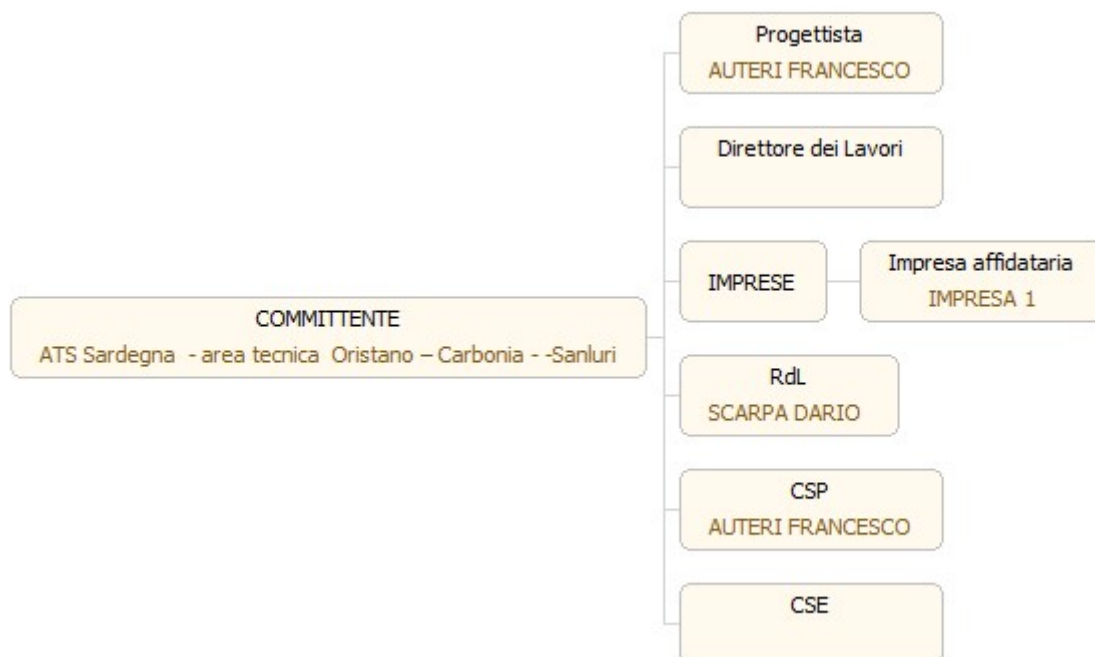 Progettista
AUTERI FRANCESCO
Direttore dei Lavori
IMPRESE
Impresa affidataria
IMPRESA 1
COMMITTENTE
ATS Sardegna - area tecnica Oristano – Carbonia - -Sanluri
RdL
SCARPA DARIO
CSP
AUTERI FRANCESCO
CSE